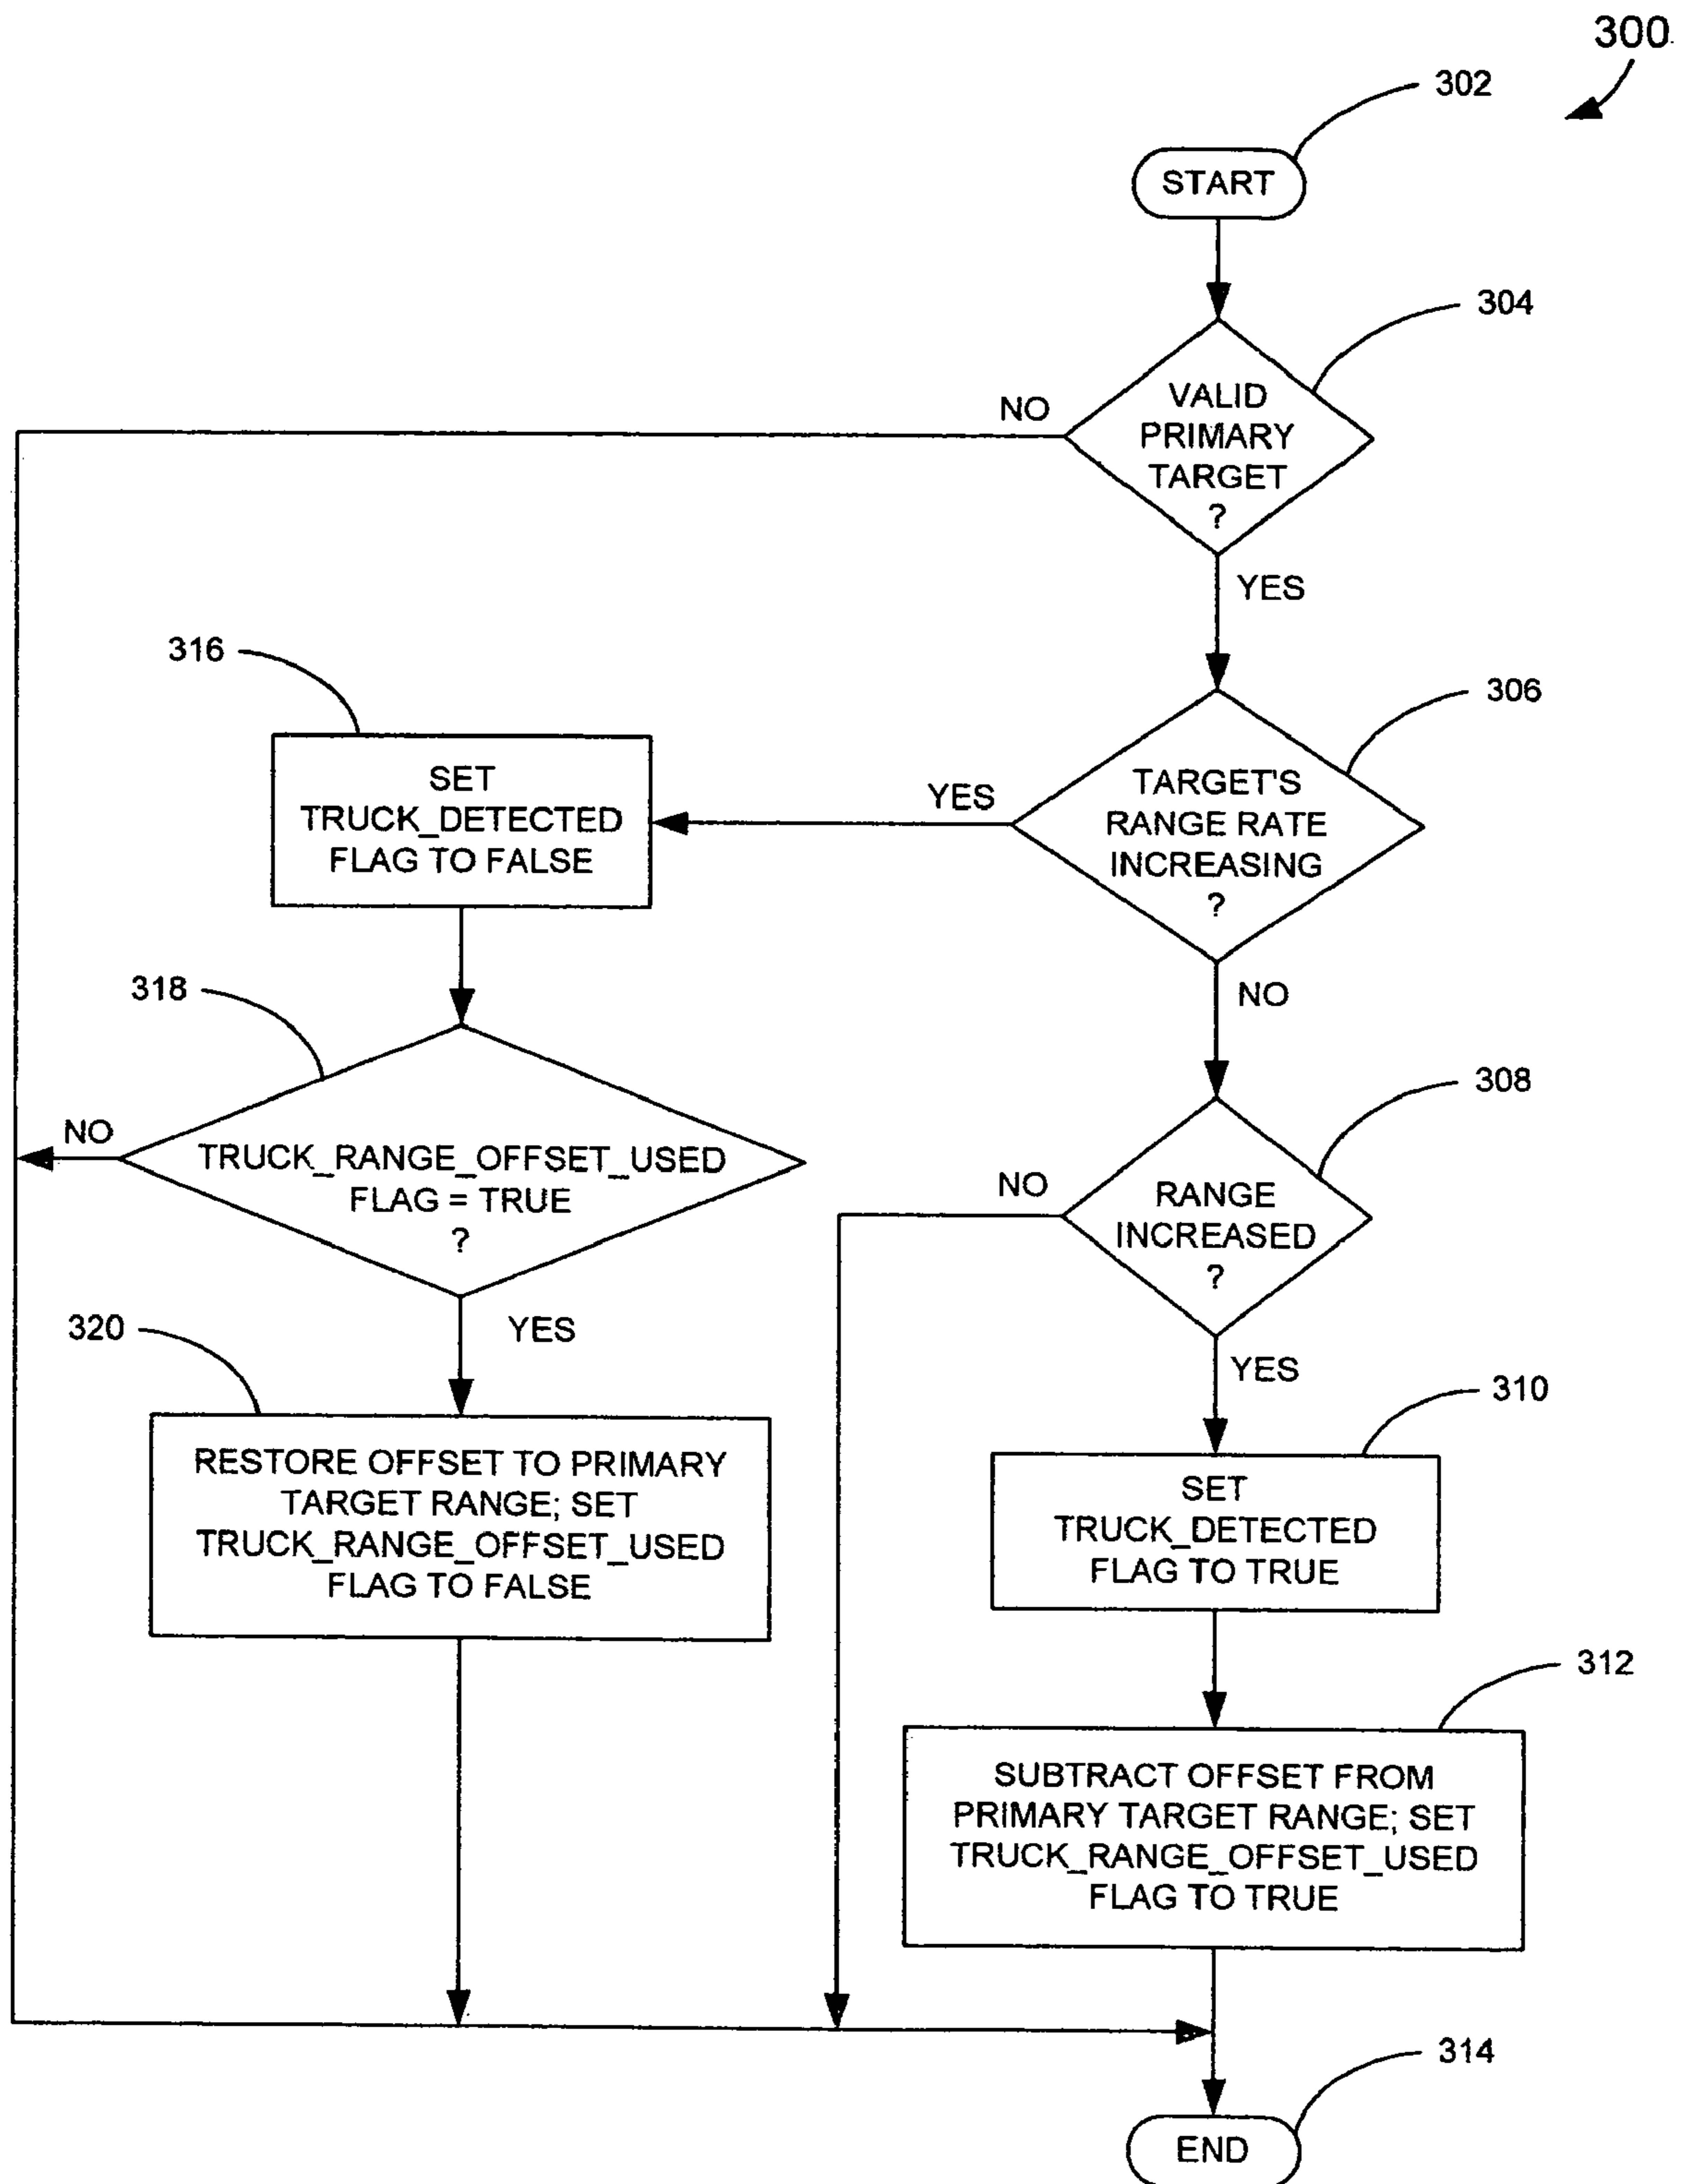 300
302
START
304
VALID
PRIMARY
TARGET
?
NO
YES
316
306
SET
TRUCK_DETECTED
FLAG TO FALSE
YES
TARGET'S
RANGE RATE
INCREASING
?
318
NO
308
NO
TRUCK_RANGE_OFFSET_USED
FLAG = TRUE
?
NO
RANGE
INCREASED
?
320
YES
YES
310
RESTORE OFFSET TO PRIMARY
TARGET RANGE; SET
TRUCK_RANGE_OFFSET_USED
FLAG TO FALSE
SET
TRUCK_DETECTED
FLAG TO TRUE
312
SUBTRACT OFFSET FROM
PRIMARY TARGET RANGE; SET
TRUCK_RANGE_OFFSET_USED
FLAG TO TRUE
314
END